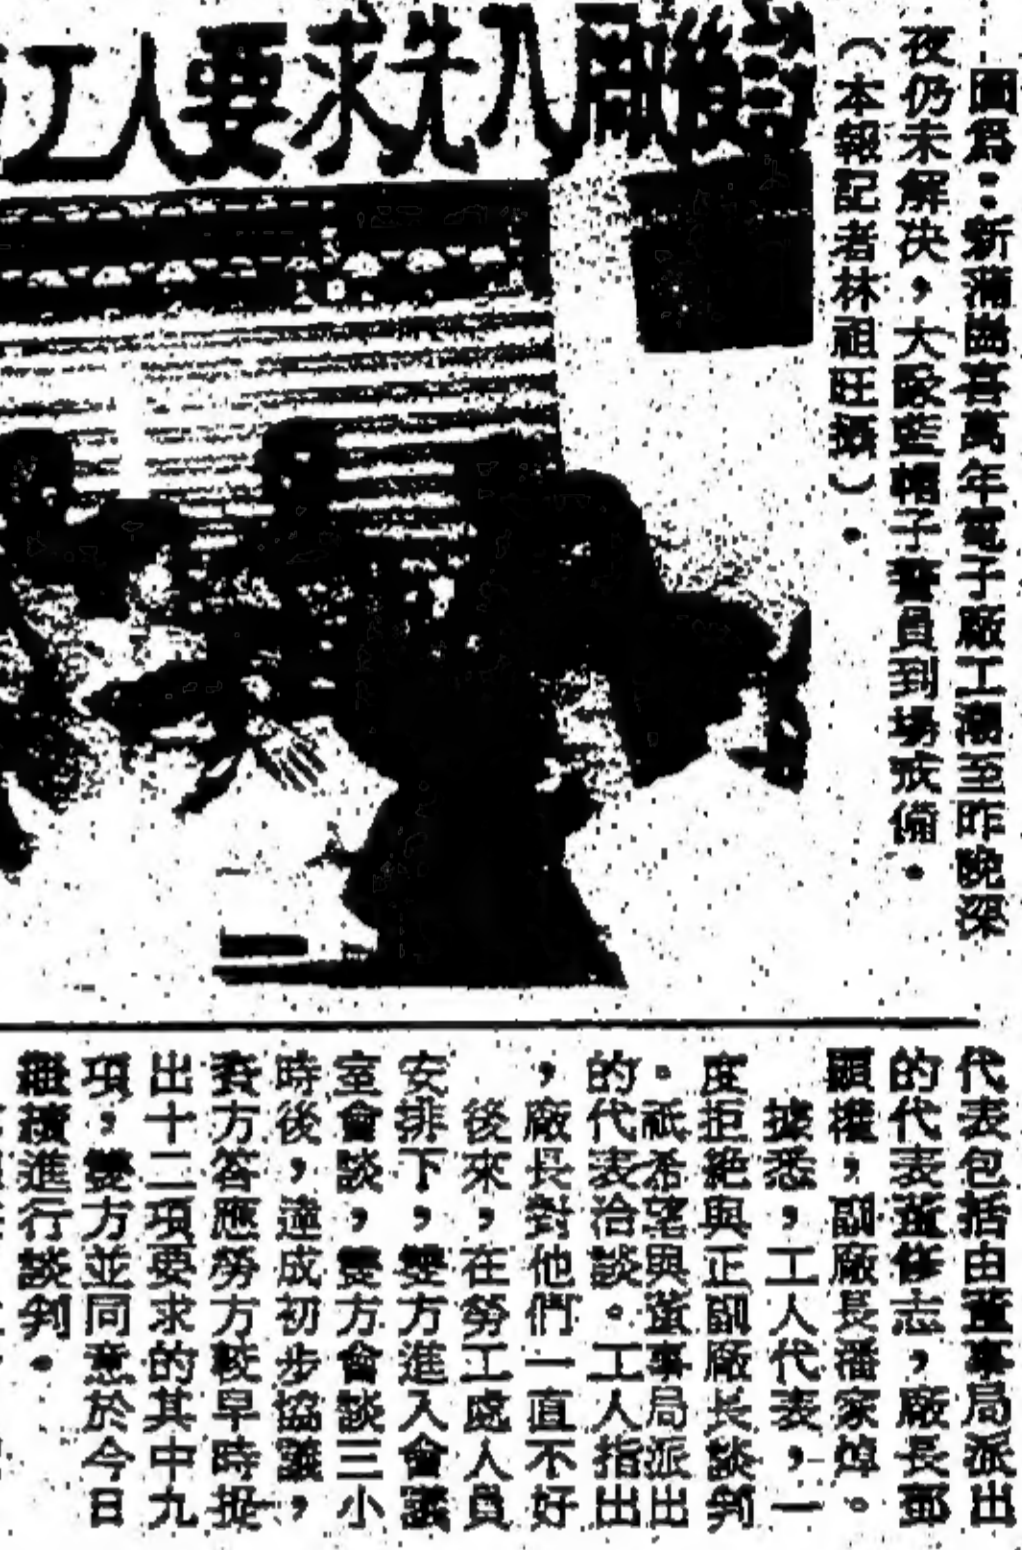 工人要求先入廠後談
圖爲：新蒲崗喜萬年電子廠工潮至昨晚深
夜仍未解决，大隊藍帽子警員到塲戒備。
（本報記者林祖旺攝）。
代表包括由董事局派出
的代表董修志，廠長鄧
顯權，副廠長潘家焯。
據悉，工人代表，一
度拒絕與正副廠長談判
。祇希望與董事局派出
的代表洽談。工人指出
，廠長對他們一直不好
後來，在勞工處人員
安排下，雙方進入會議
室會談，雙方會談三小
時後，達成初步協議，
資方答應勞方較早時提
出十二項要求的其中九
項，雙方並同意於今日
繼續進行談判。